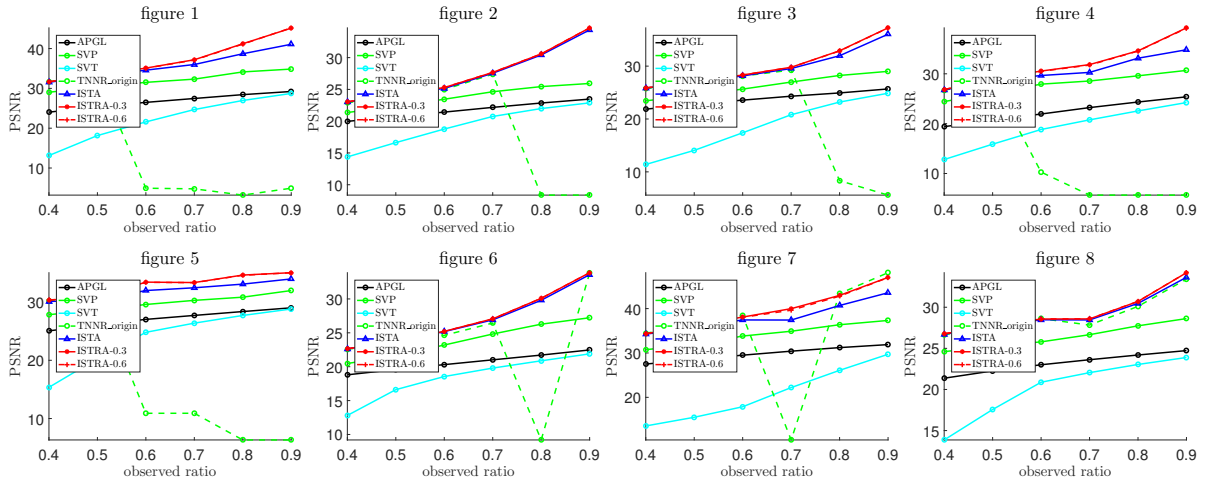 figure 1
PSNR
40
30
20
10
APGL
SVP
SVT
TNNR_origin
ISTA
ISTRA-0.3
ISTRA-0.6
0.4 0.5 0.6 0.7 0.8 0.9
observed ratio
figure 2
PSNR
30
25
20
15
10
APGL
SVP
SVT
TNNR_origin
ISTA
ISTRA-0.3
ISTRA-0.6
0.4 0.5 0.6 0.7 0.8 0.9
observed ratio
figure 3
PSNR
30
20
10
APGL
SVP
SVT
TNNR_origin
ISTA
ISTRA-0.3
ISTRA-0.6
0.4 0.5 0.6 0.7 0.8 0.9
observed ratio
figure 4
PSNR
30
20
10
APGL
SVP
SVT
TNNR_origin
ISTA
ISTRA-0.3
ISTRA-0.6
0.4 0.5 0.6 0.7 0.8 0.9
observed ratio
figure 5
PSNR
30
20
10
APGL
SVP
SVT
TNNR_origin
ISTA
ISTRA-0.3
ISTRA-0.6
0.4 0.5 0.6 0.7 0.8 0.9
observed ratio
figure 6
PSNR
30
25
20
15
10
APGL
SVP
SVT
TNNR_origin
ISTA
ISTRA-0.3
ISTRA-0.6
0.4 0.5 0.6 0.7 0.8 0.9
observed ratio
figure 7
PSNR
40
30
20
APGL
SVP
SVT
TNNR_origin
ISTA
ISTRA-0.3
ISTRA-0.6
0.4 0.5 0.6 0.7 0.8 0.9
observed ratio
figure 8
PSNR
30
25
20
15
APGL
SVP
SVT
TNNR_origin
ISTA
ISTRA-0.3
ISTRA-0.6
0.4 0.5 0.6 0.7 0.8 0.9
observed ratio